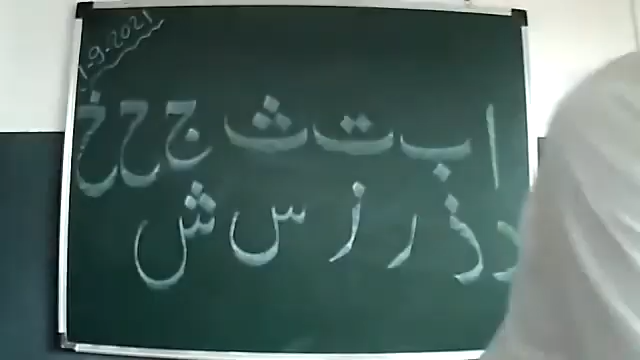 1-9-2021
ا ب ت ث ج ح خ
د ذ ر ز س ش